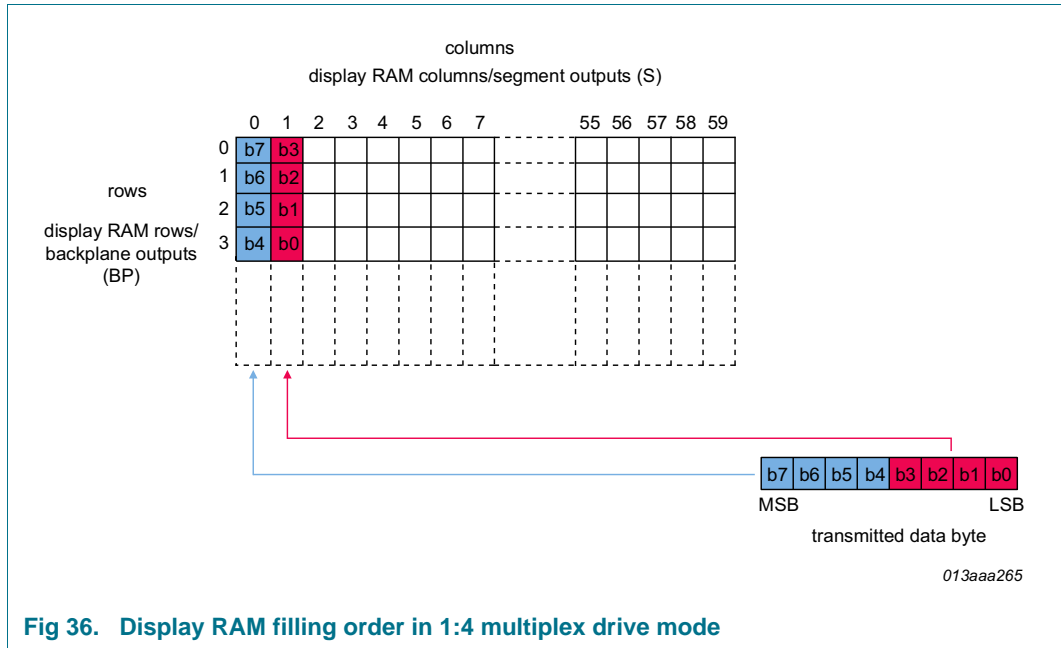 columns
display RAM columns/segment outputs (S)
0 1 2 3 4 5 6 7 55 56 57 58 59
0 b7 b3
1 b6 b2
rows
2 b5 b1
display RAM rows/
3 b4 b0
backplane outputs
(BP)
b7 b6 b5 b4 b3 b2 b1 b0
MSB LSB
transmitted data byte
013aaa265
Fig 36. Display RAM filling order in 1:4 multiplex drive mode